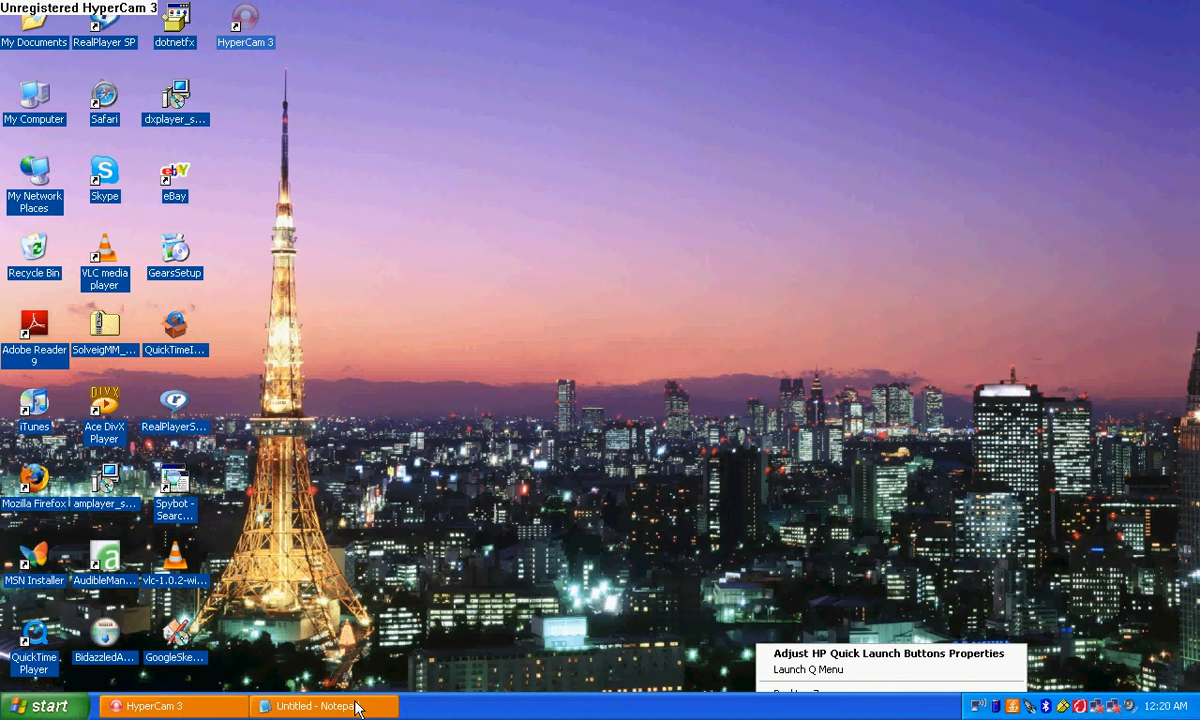 Unregistered HyperCam 3
My Documents
RealPlayer SP
dotnetfx
HyperCam 3
My Computer
Safari
dxplayer_s...
My Network
Places
Skype
eBay
Recycle Bin
VLC media
player
GearsSetup
Adobe Reader
9
SolveigMM_...
QuickTimeI...
iTunes
DIVX
Ace DivX
Player
RealPlayerS...
Mozilla Firefox
amplayer_s...
Spybot -
Searc...
MSN Installer
AudibleMan...
vlc-1.0.2-wi...
QuickTime
Player
BidazzledA...
GoogleSke...
Adjust HP Quick Launch Buttons Properties
Launch Q Menu
start
HyperCam 3
Untitled - Notepa
12:20 AM